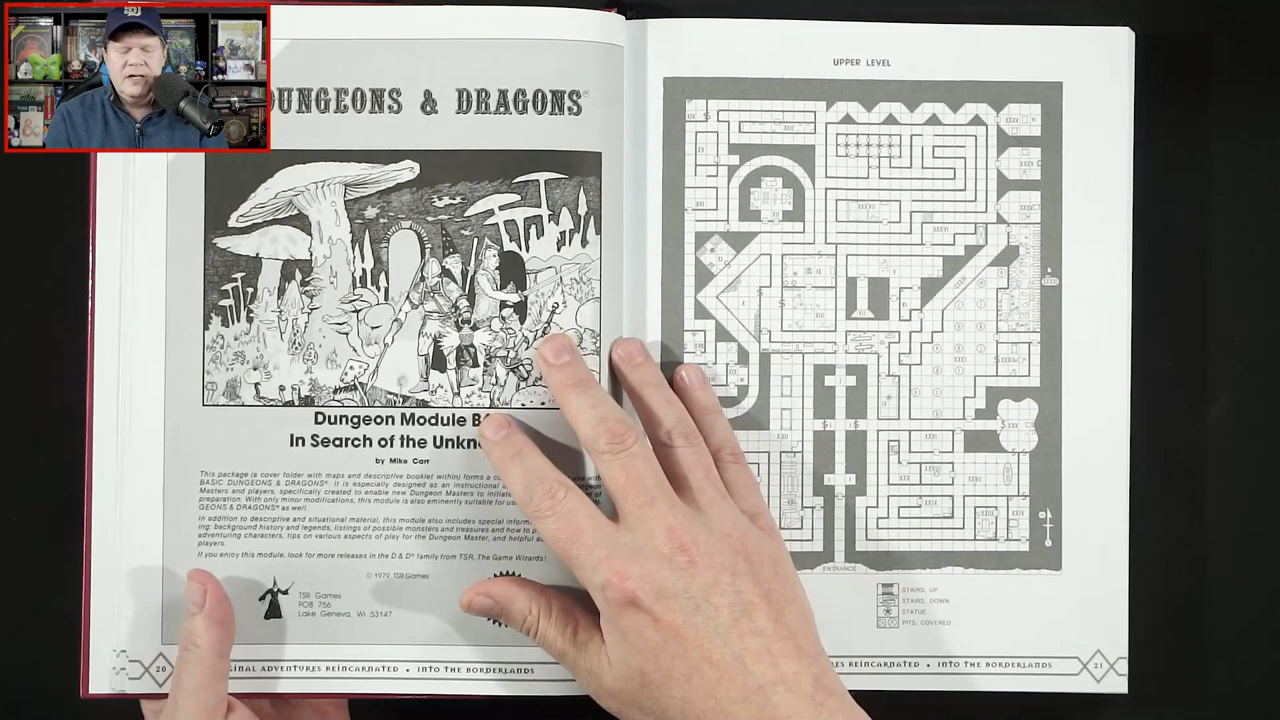 DUNGEONS & DRAGONS®
Dungeon Module B
In Search of the Unkn
by Mike Carr
This package (a cover folder with maps and descriptive booklet within) forms a use with
BASIC DUNGEONS & DRAGONS®. It is especially designed as an instructional
Masters and players, specifically created to enable new Dungeon Masters to initiate of
preparation. With only minor modifications, this module is also eminently suitable for
GEONS & DRAGONS® as well.
In addition to descriptive and situational material, this module also includes special
ing: background history and legends, listings of possible monsters and treasures and how to
adventuring characters, tips on various aspects of play for the Dungeon Master, and helpful
players.
If you enjoy this module, look for more releases in the D & D® family from TSR, The Game Wizards!
© 1979 TSR Games
TSR Games
POB 756
Lake Geneva, WI 53147
20
GINAL ADVENTURES REINCARNATED • INTO THE BORDERLANDS
UPPER LEVEL
ENTRANCE
STAIRS, UP
STAIRS, DOWN
STATUE
PITS, COVERED
RES REINCARNATED • INTO THE BORDERLANDS
21